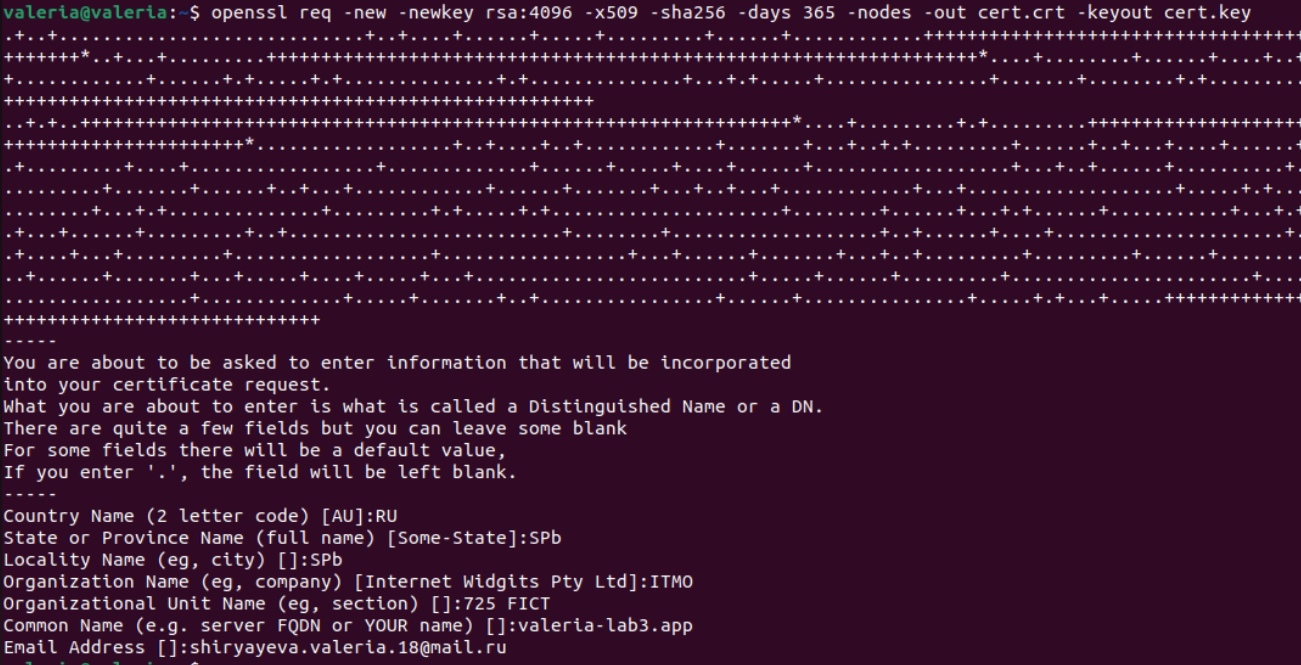 valeria@valeria:~$ openssl req -new -newkey rsa:4096 -x509 -sha256 -days 365 -nodes -out cert.crt -keyout cert.key
-----
You are about to be asked to enter information that will be incorporated
into your certificate request.
What you are about to enter is what is called a Distinguished Name or a DN.
There are quite a few fields but you can leave some blank
For some fields there will be a default value,
If you enter '.', the field will be left blank.
-----
Country Name (2 letter code) [AU]:RU
State or Province Name (full name) [Some-State]:SPb
Locality Name (eg, city) []:SPb
Organization Name (eg, company) [Internet Widgits Pty Ltd]:ITMO
Organizational Unit Name (eg, section) []:725 FICT
Common Name (e.g. server FQDN or YOUR name) []:valeria-lab3.app
Email Address []:shiryayeva.valeria.18@mail.ru